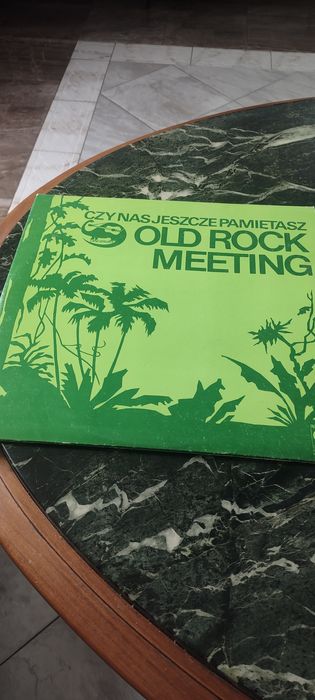 CZY NAS JESZCZE PAMIETASZ
OLD ROCK
MEETING